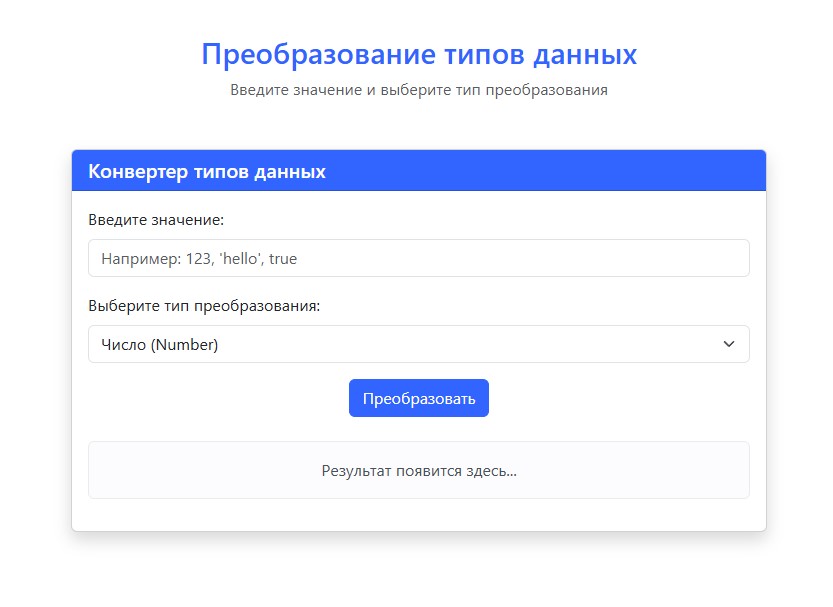 Преобразование типов данных
Введите значение и выберите тип преобразования
Конвертер типов данных
Введите значение:
Например: 123, 'hello', true
Выберите тип преобразования:
Число (Number)
Преобразовать
Результат появится здесь...